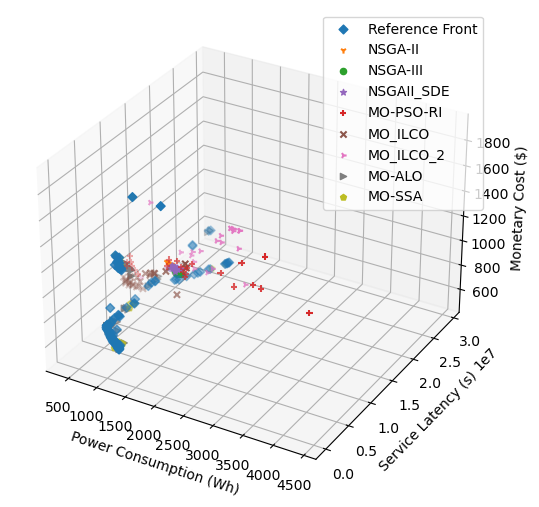 Reference Front
NSGA-II
NSGA-III
NSGAII_SDE
MO-PSO-RI
MO_ILCO
MO_ILCO_2
MO-ALO
MO-SSA
1800
1600
1400
1200
1000
800
600
Monetary Cost ($)
3.0
2.5
2.0
1.5
1.0
0.5
0.0
1e7
Service Latency (s)
500
1000
1500
2000
2500
3000
3500
4000
4500
Power Consumption (Wh)